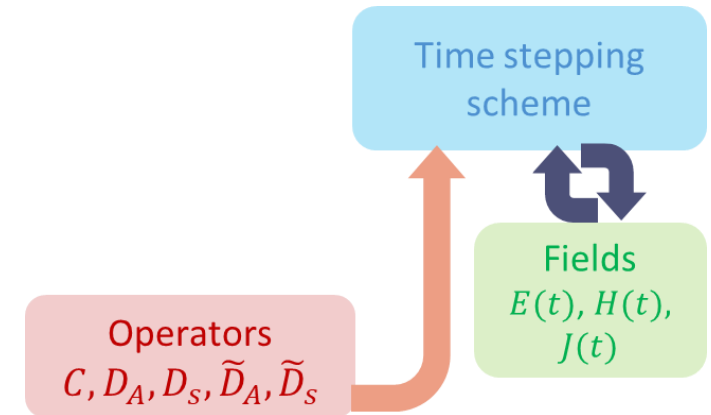 Time stepping
scheme
Fields
E(t), H(t),
J(t)
Operators
C, D_A, D_s, D̃_A, D̃_s